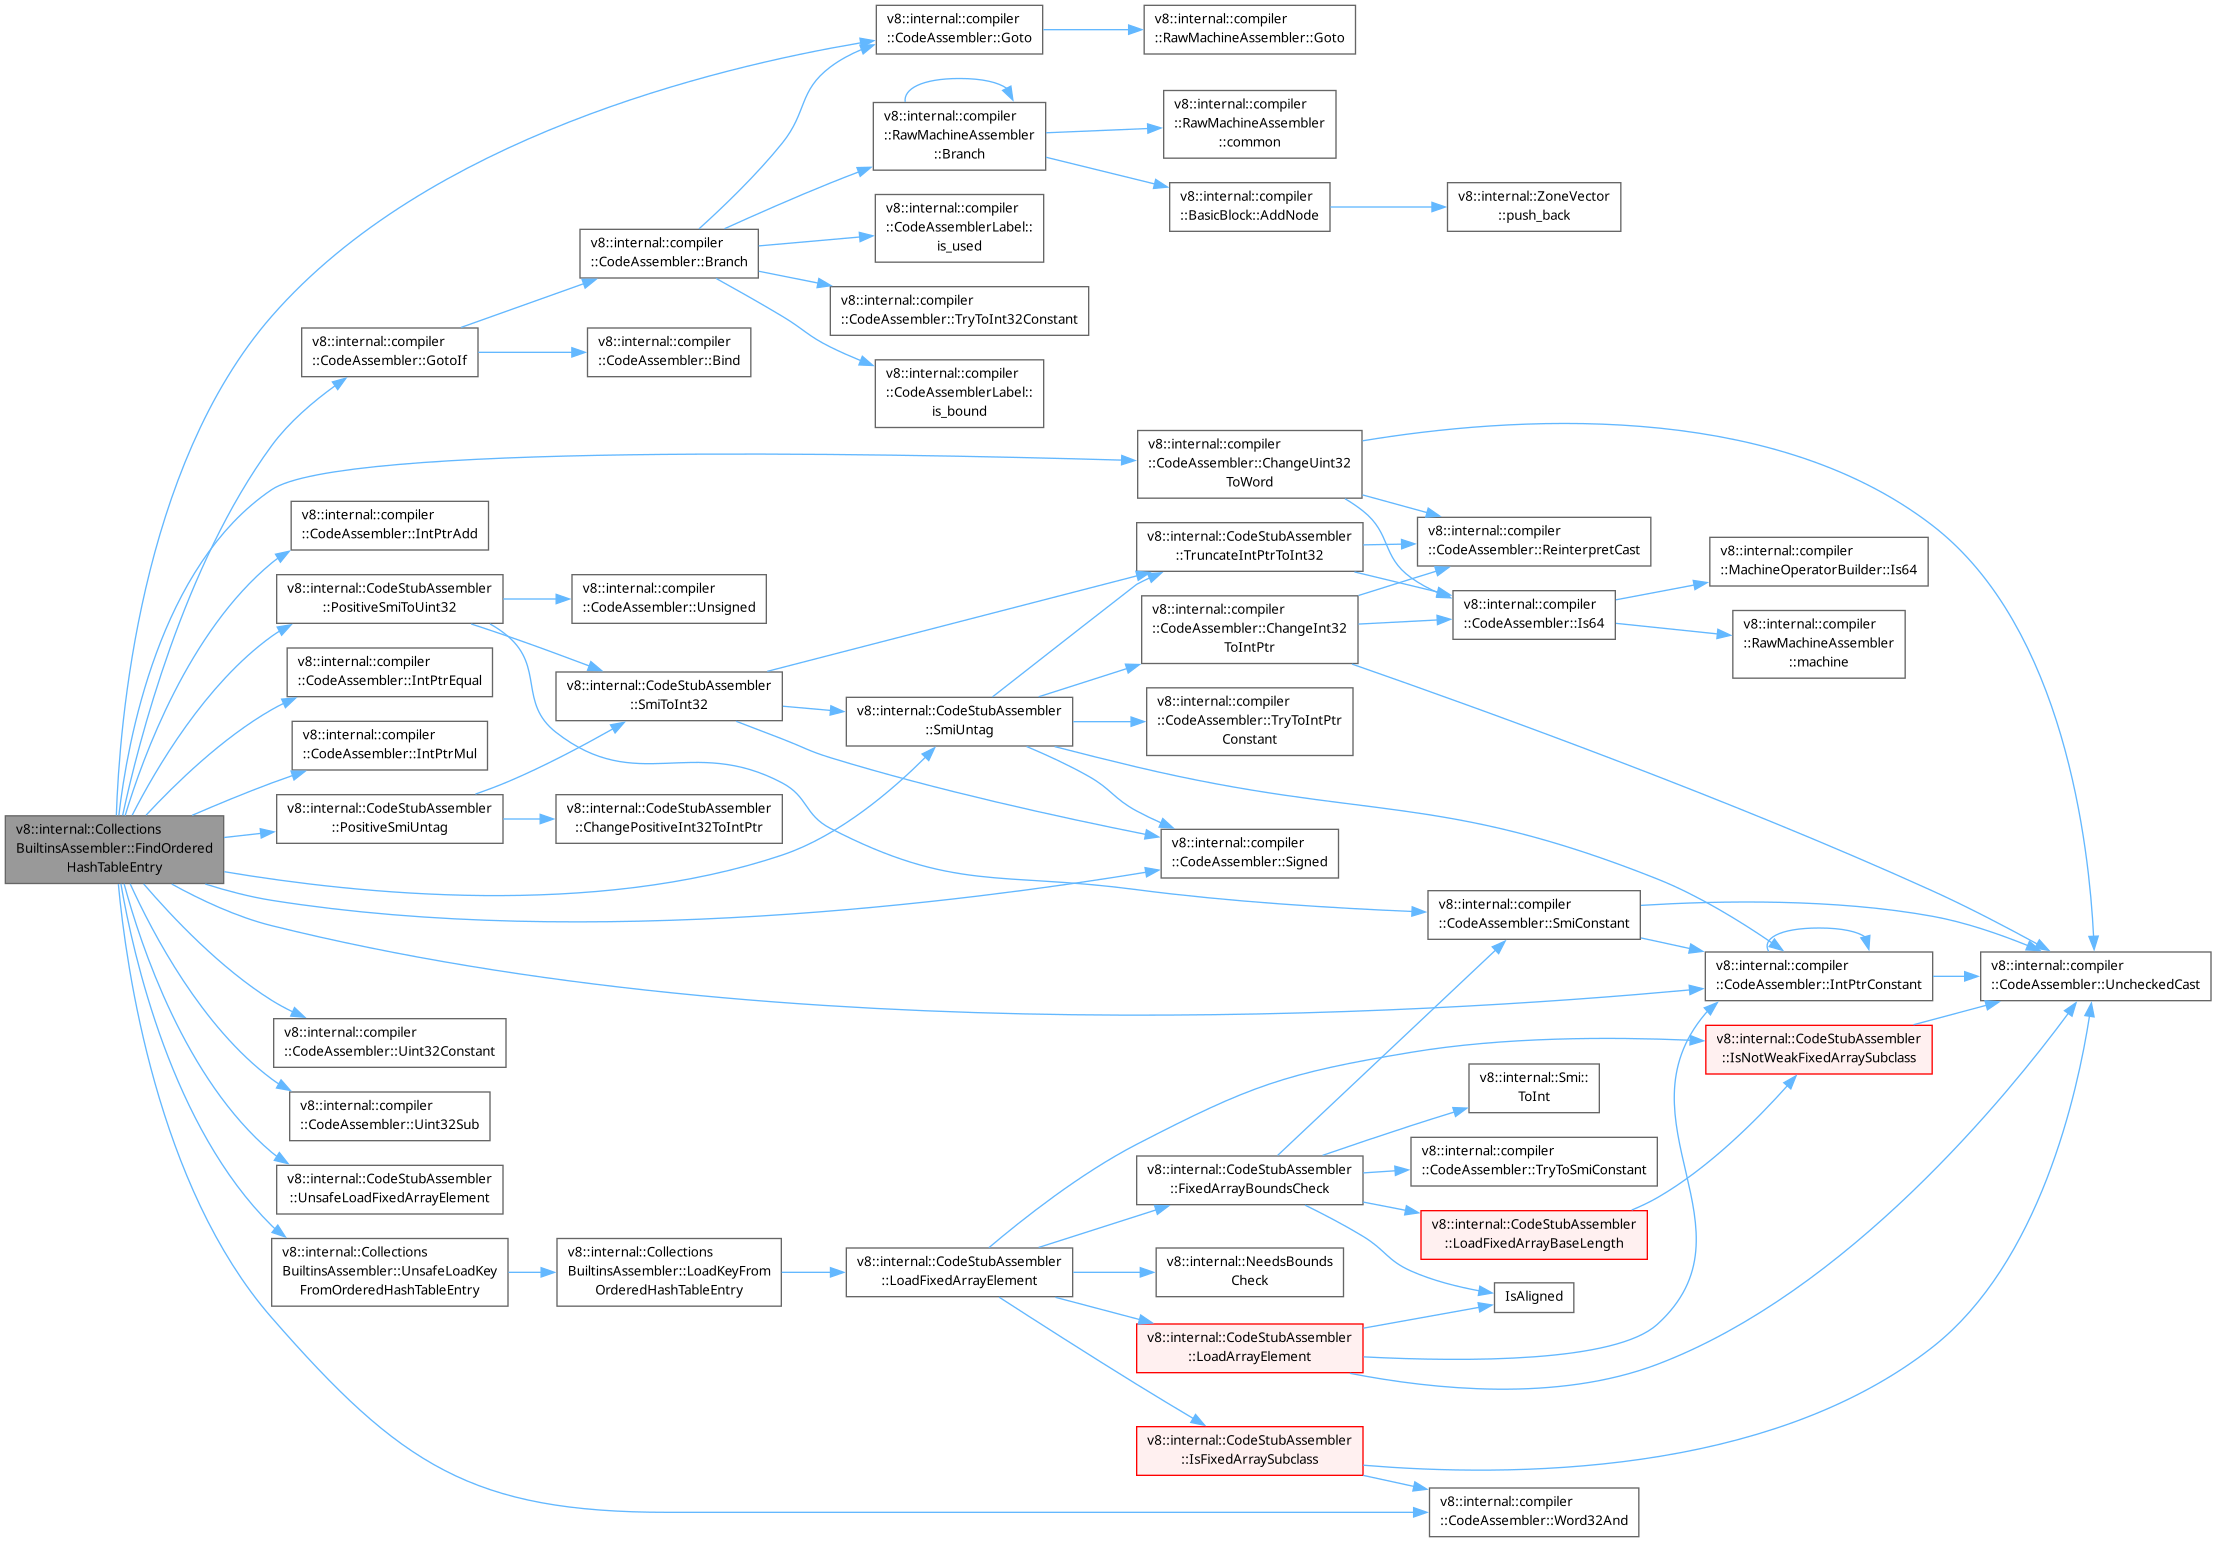 v8::internal::Collections
BuiltinsAssembler::FindOrdered
HashTableEntry
v8::internal::compiler
::CodeAssembler::Goto
v8::internal::compiler
::RawMachineAssembler::Goto
v8::internal::compiler
::CodeAssembler::GotoIf
v8::internal::compiler
::CodeAssembler::Branch
v8::internal::compiler
::RawMachineAssembler
::Branch
v8::internal::compiler
::RawMachineAssembler
::common
v8::internal::compiler
::BasicBlock::AddNode
v8::internal::ZoneVector
::push_back
v8::internal::compiler
::CodeAssemblerLabel::
is_used
v8::internal::compiler
::CodeAssembler::TryToInt32Constant
v8::internal::compiler
::CodeAssemblerLabel::
is_bound
v8::internal::compiler
::CodeAssembler::Bind
v8::internal::compiler
::CodeAssembler::ChangeUint32
ToWord
v8::internal::compiler
::CodeAssembler::IntPtrAdd
v8::internal::CodeStubAssembler
::PositiveSmiToUint32
v8::internal::compiler
::CodeAssembler::Unsigned
v8::internal::compiler
::CodeAssembler::IntPtrEqual
v8::internal::compiler
::CodeAssembler::IntPtrMul
v8::internal::CodeStubAssembler
::PositiveSmiUntag
v8::internal::CodeStubAssembler
::SmiToInt32
v8::internal::CodeStubAssembler
::ChangePositiveInt32ToIntPtr
v8::internal::CodeStubAssembler
::SmiUntag
v8::internal::CodeStubAssembler
::TruncateIntPtrToInt32
v8::internal::compiler
::CodeAssembler::ChangeInt32
ToIntPtr
v8::internal::compiler
::CodeAssembler::TryToIntPtr
Constant
v8::internal::compiler
::CodeAssembler::Signed
v8::internal::compiler
::CodeAssembler::ReinterpretCast
v8::internal::compiler
::CodeAssembler::Is64
v8::internal::compiler
::MachineOperatorBuilder::Is64
v8::internal::compiler
::RawMachineAssembler
::machine
v8::internal::compiler
::CodeAssembler::SmiConstant
v8::internal::compiler
::CodeAssembler::IntPtrConstant
v8::internal::compiler
::CodeAssembler::UncheckedCast
v8::internal::CodeStubAssembler
::IsNotWeakFixedArraySubclass
v8::internal::compiler
::CodeAssembler::Uint32Constant
v8::internal::compiler
::CodeAssembler::Uint32Sub
v8::internal::CodeStubAssembler
::UnsafeLoadFixedArrayElement
v8::internal::Collections
BuiltinsAssembler::UnsafeLoadKey
FromOrderedHashTableEntry
v8::internal::Collections
BuiltinsAssembler::LoadKeyFrom
OrderedHashTableEntry
v8::internal::CodeStubAssembler
::LoadFixedArrayElement
v8::internal::CodeStubAssembler
::FixedArrayBoundsCheck
v8::internal::Smi::
ToInt
v8::internal::compiler
::CodeAssembler::TryToSmiConstant
v8::internal::CodeStubAssembler
::LoadFixedArrayBaseLength
v8::internal::NeedsBounds
Check
IsAligned
v8::internal::CodeStubAssembler
::LoadArrayElement
v8::internal::CodeStubAssembler
::IsFixedArraySubclass
v8::internal::compiler
::CodeAssembler::Word32And